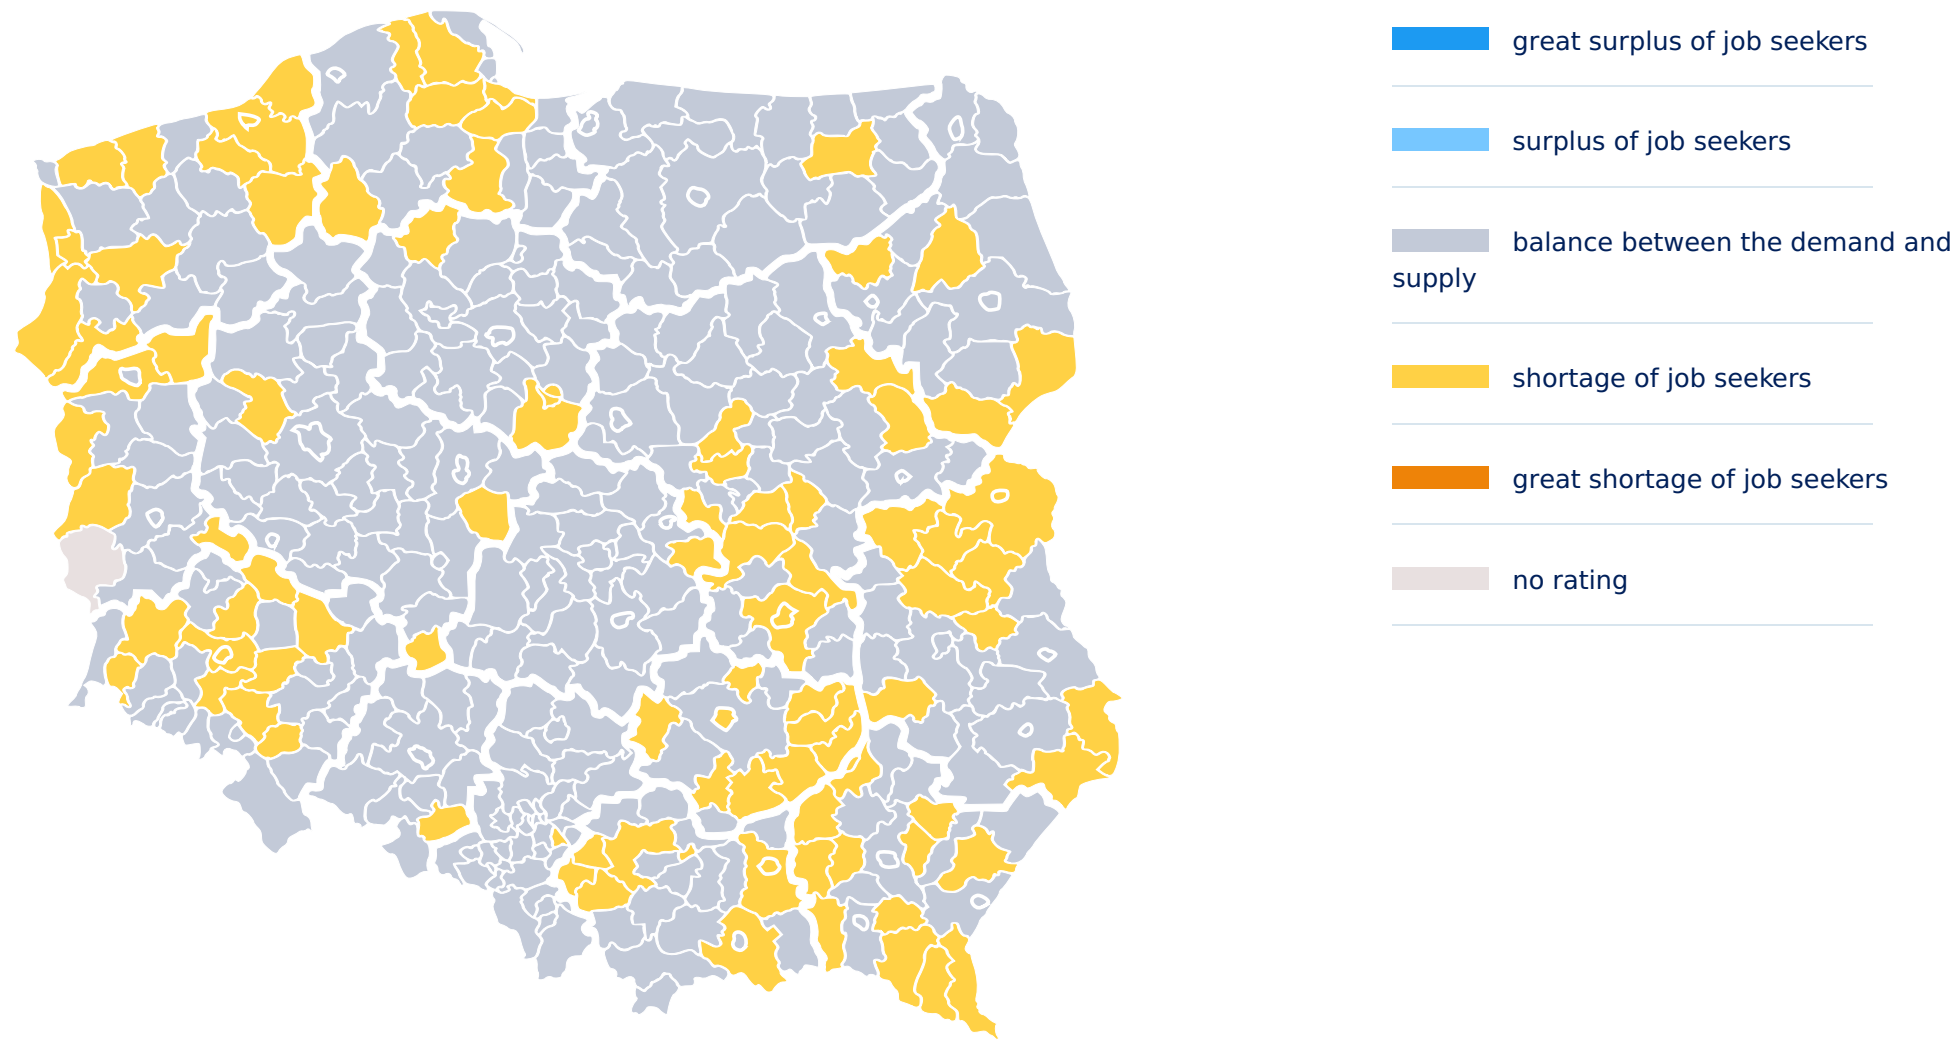 great surplus of job seekers
surplus of job seekers
balance between the demand and
supply
shortage of job seekers
great shortage of job seekers
no rating